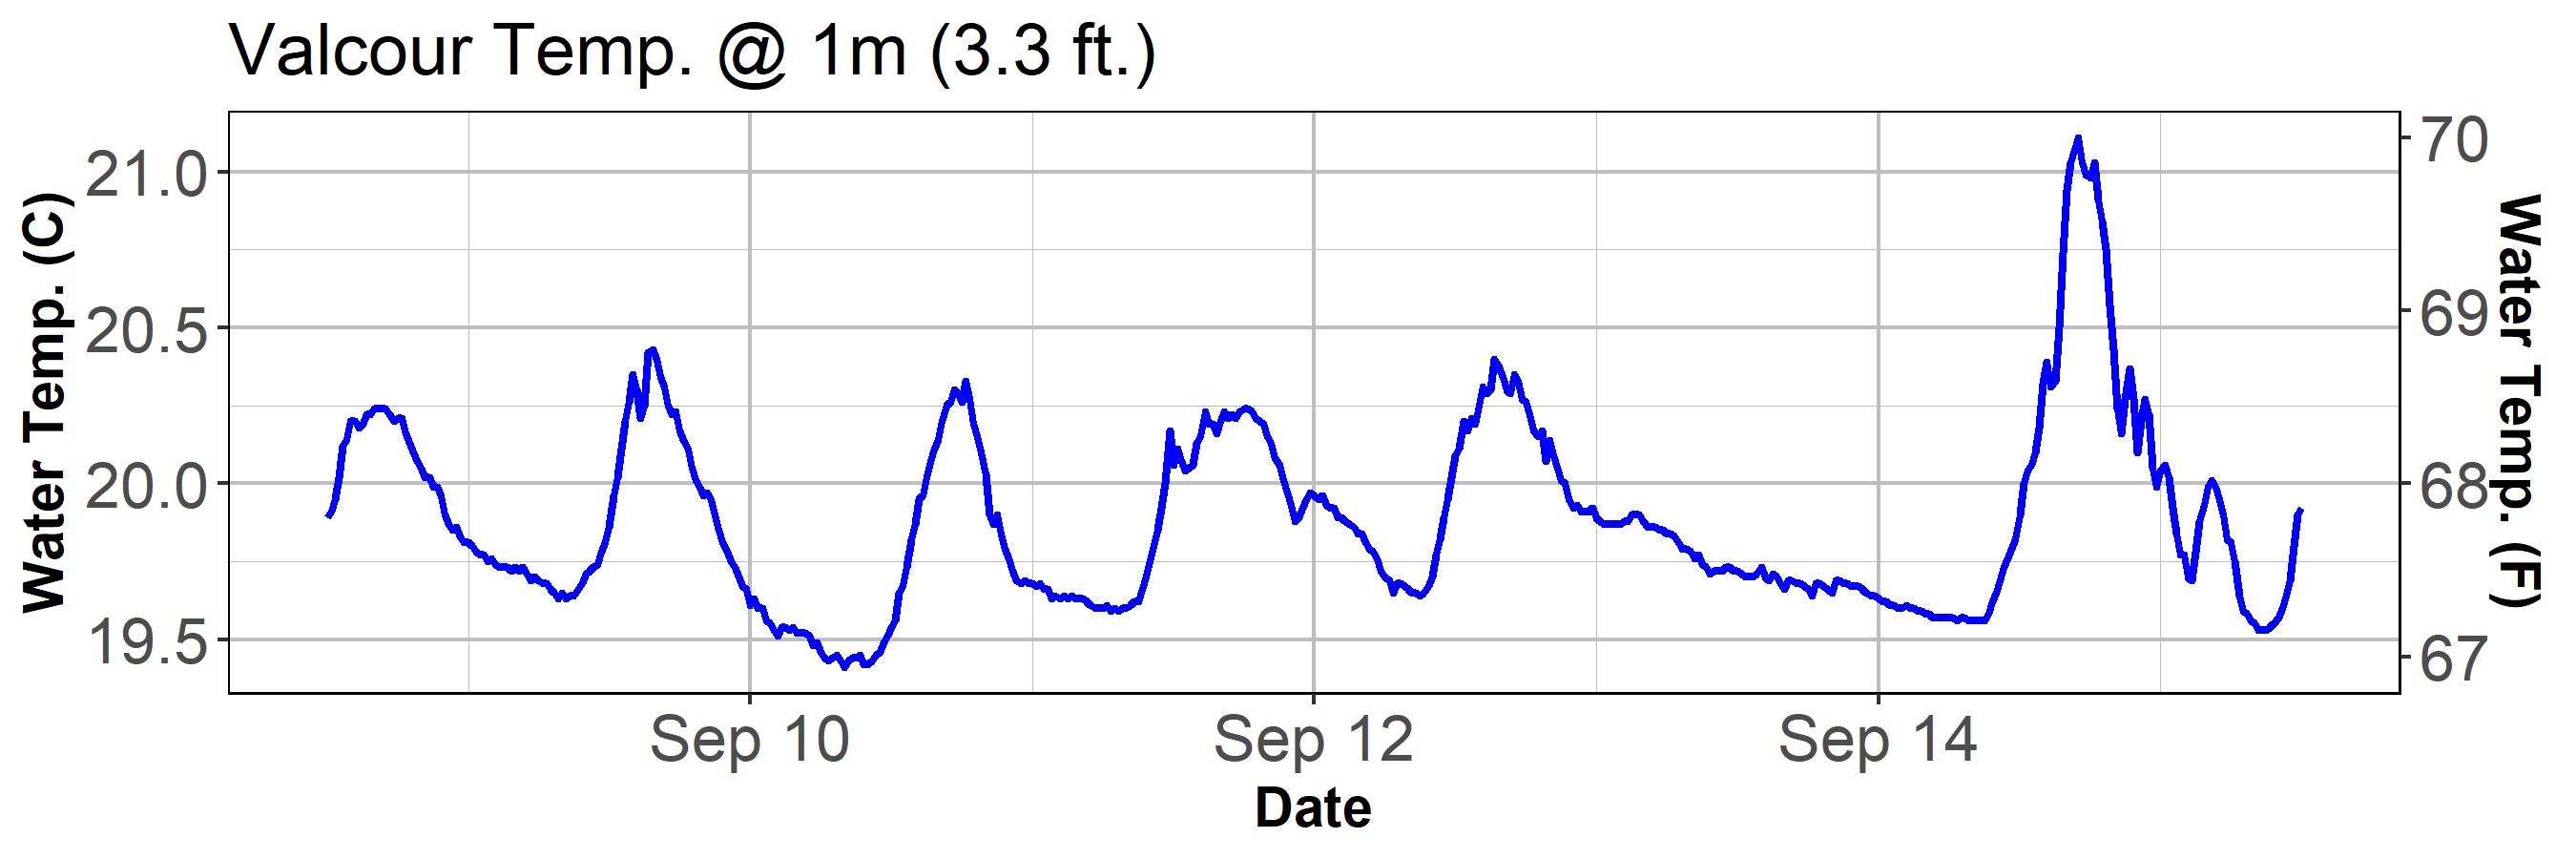 Valcour Temp. @ 1m (3.3 ft.)
Water Temp. (C)
21.0
20.5
20.0
19.5
70
69
68
67
Water Temp. (F)
Sep 10
Sep 12
Sep 14
Date